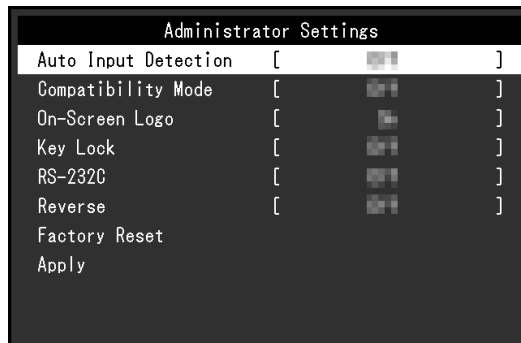 Administrator Settings
Auto Input Detection [ ]
Compatibility Mode [ ]
On-Screen Logo [ ]
Key Lock [ ]
RS-232C [ ]
Reverse [ ]
Factory Reset
Apply